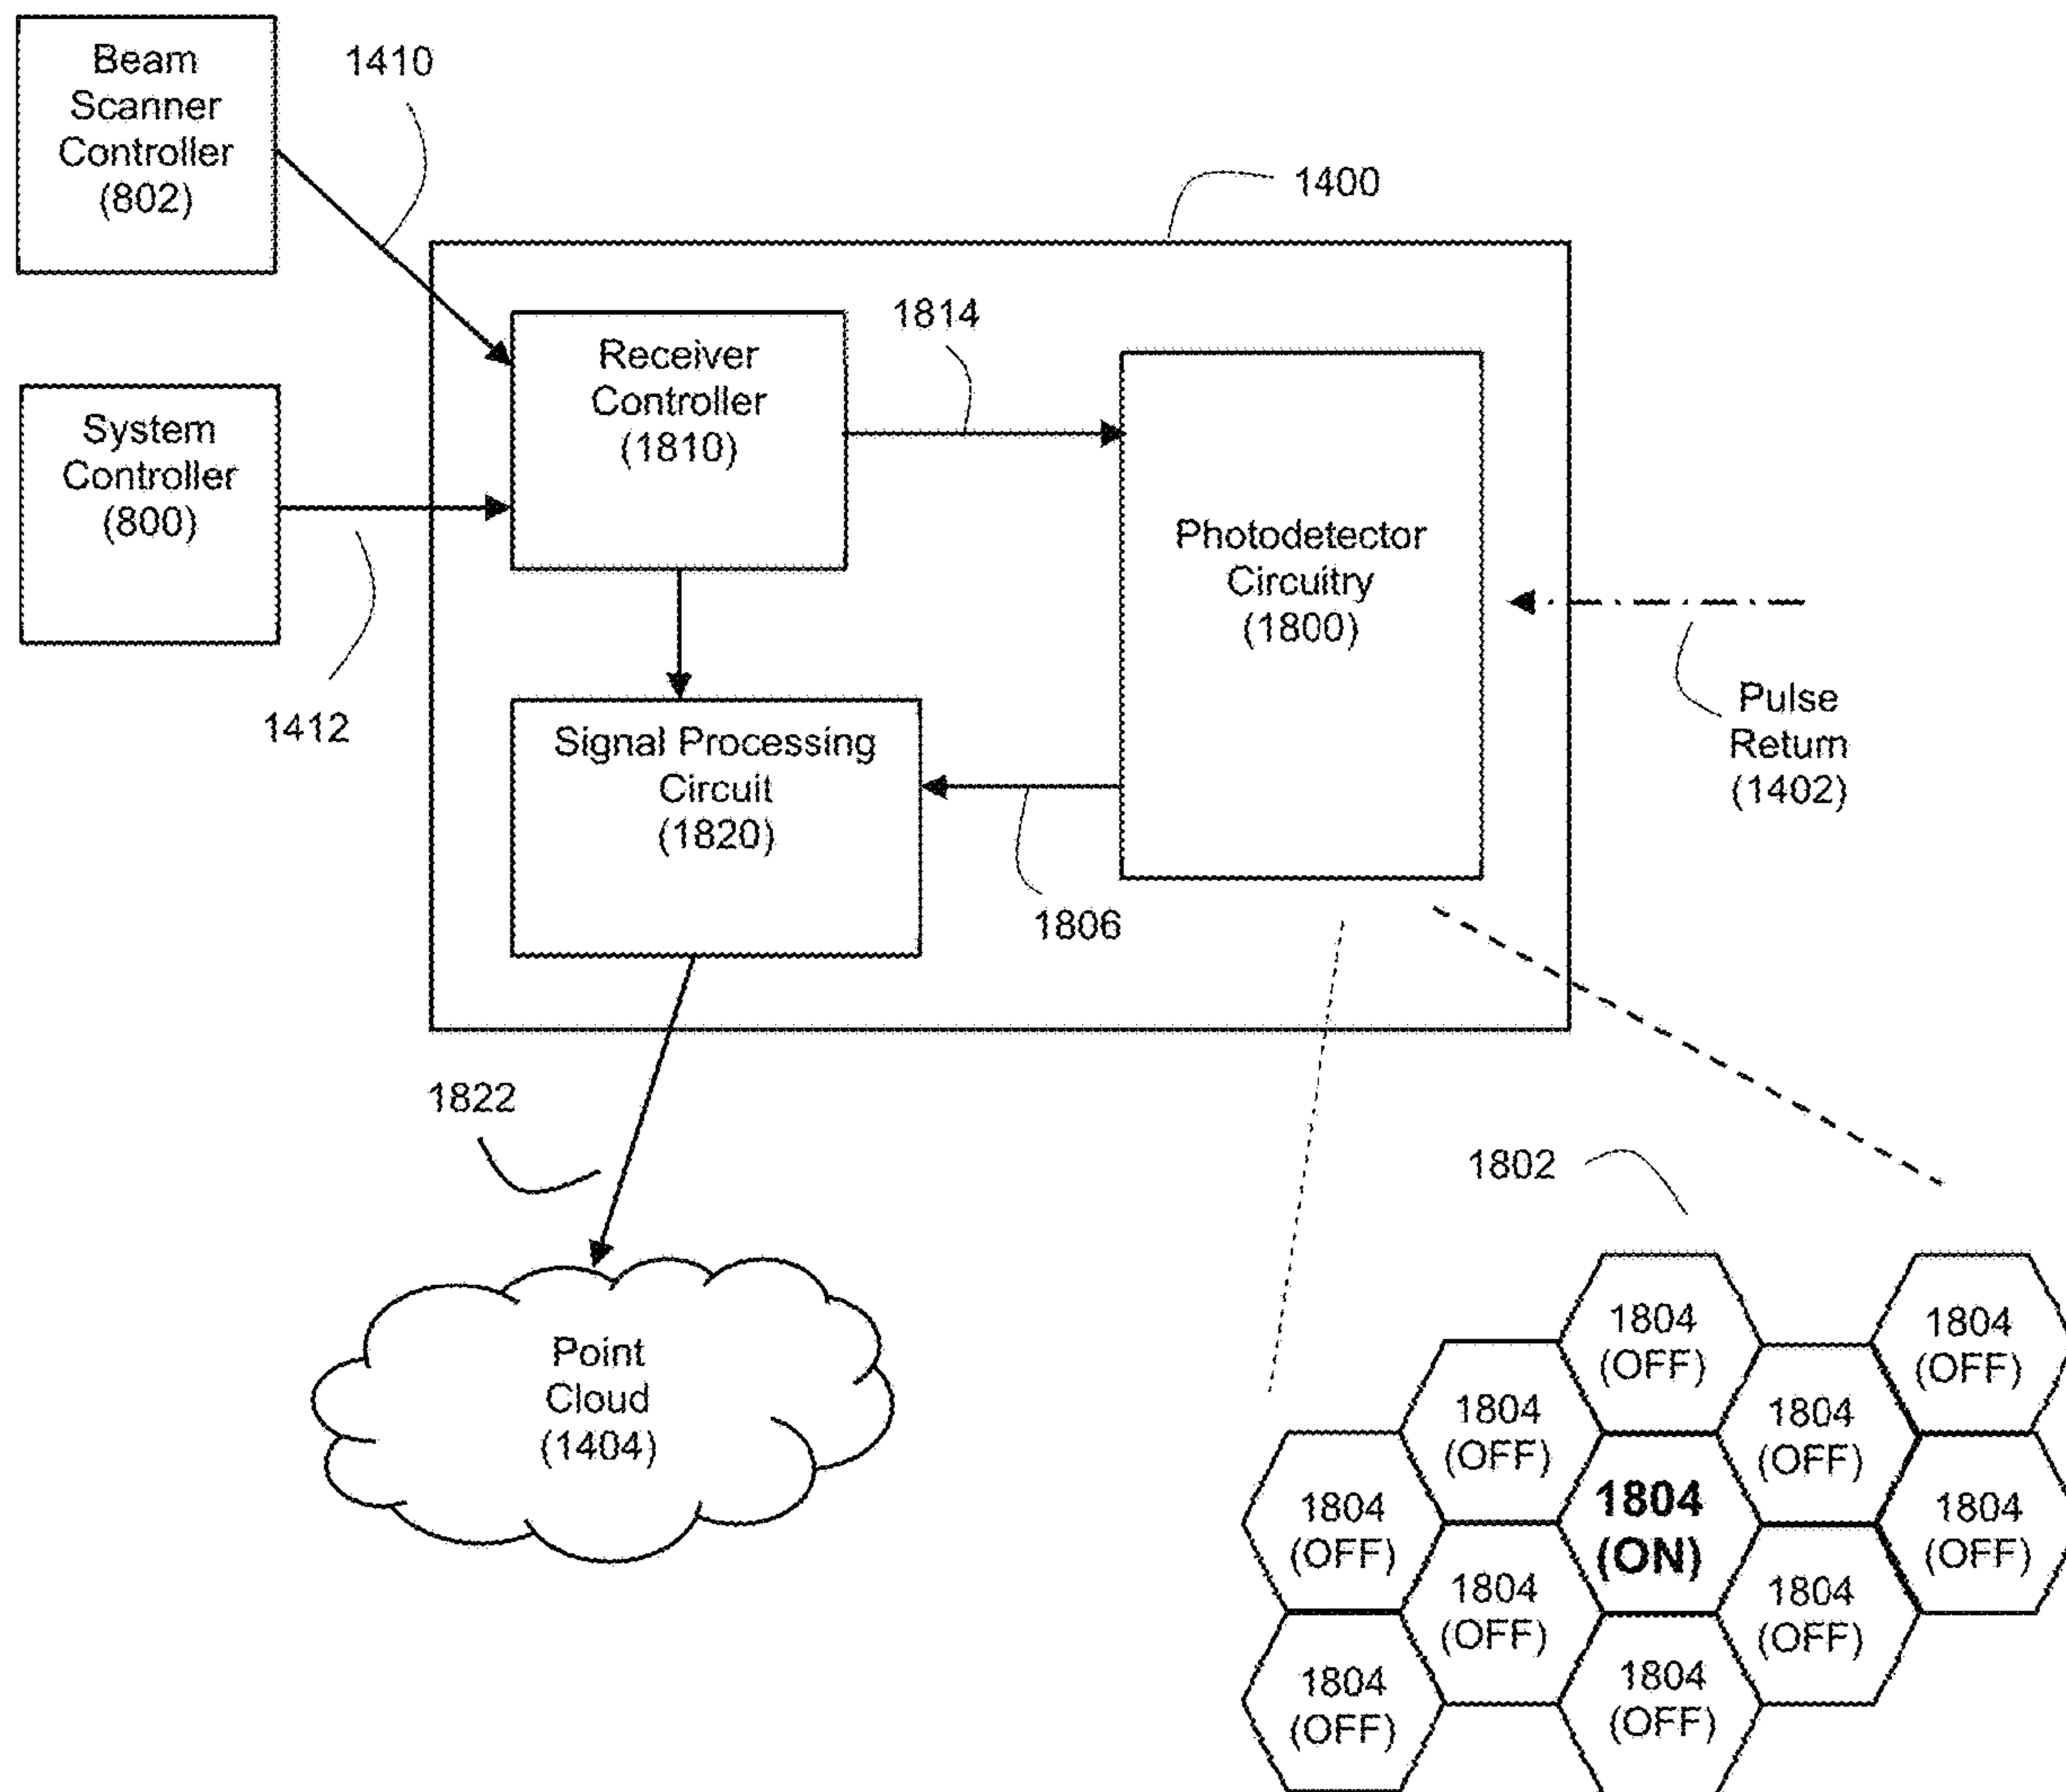 Beam
Scanner
Controller
(802)
1410
1400
System
Controller
(800)
1412
Receiver
Controller
(1810)
1814
Photodetector
Circuitry
(1800)
Pulse
Return
(1402)
Signal Processing
Circuit
(1820)
1806
1822
Point
Cloud
(1404)
1802
1804
(OFF)
1804
(OFF)
1804
(OFF)
1804
(OFF)
1804
(OFF)
1804
(ON)
1804
(OFF)
1804
(OFF)
1804
(OFF)
1804
(OFF)
1804
(OFF)